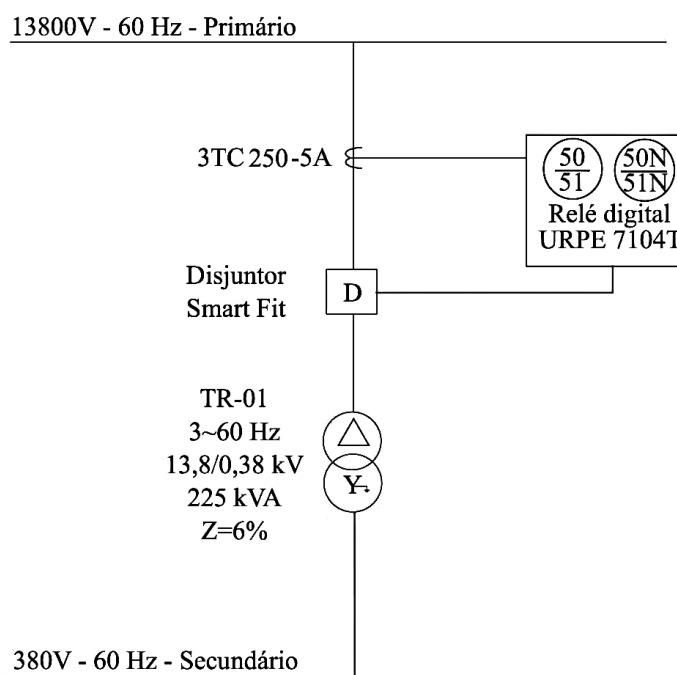 13800V - 60 Hz - Primário
3TC 250-5A
50
51
50N
51N
Relé digital
URPE 7104T
Disjuntor
Smart Fit
D
TR-01
3~60 Hz
13,8/0,38 kV
225 kVA
Z=6%
Δ
Y
380V - 60 Hz - Secundário